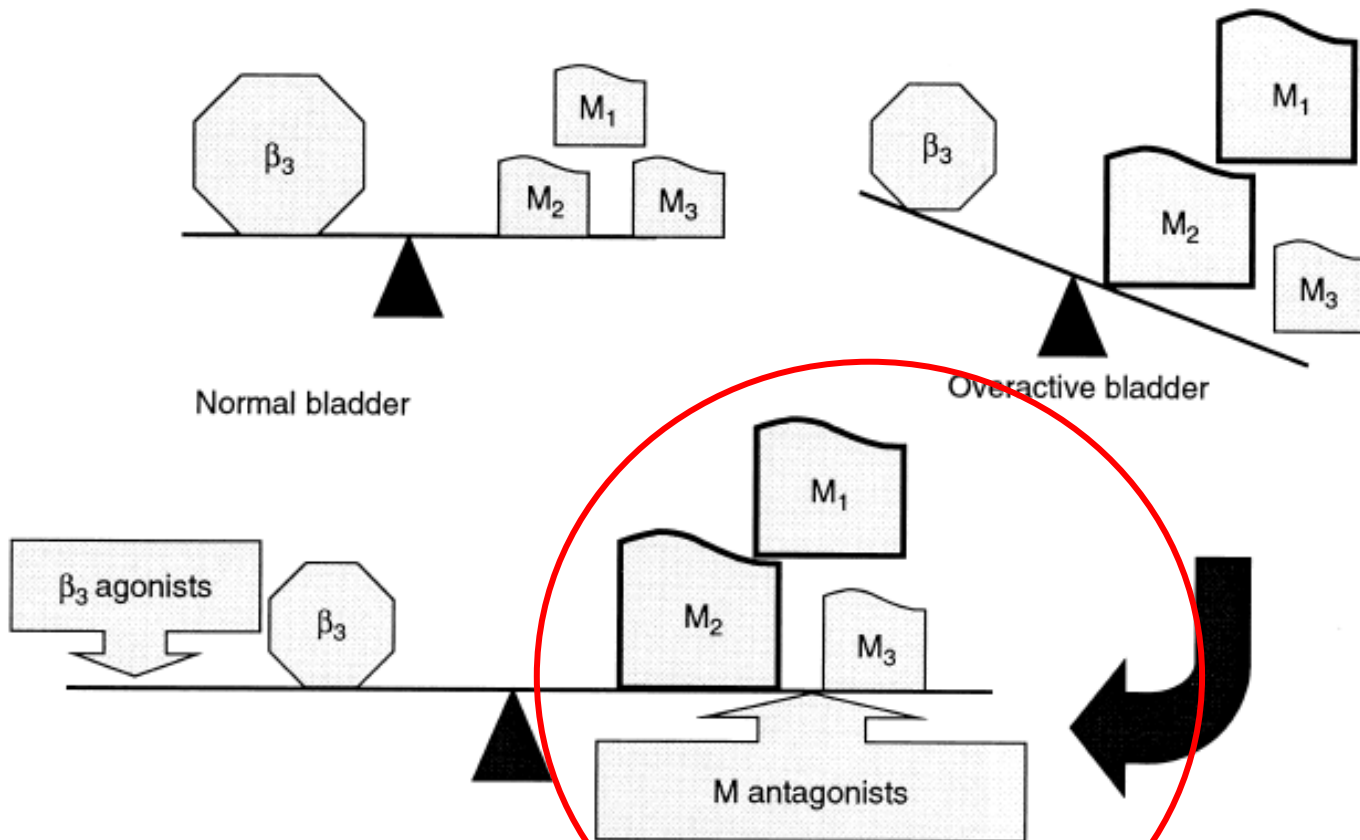 β₃
M₁
M₂
M₃
Normal bladder
β₃
M₁
M₂
M₃
Overactive bladder
β₃ agonists
β₃
M₁
M₂
M₃
M antagonists